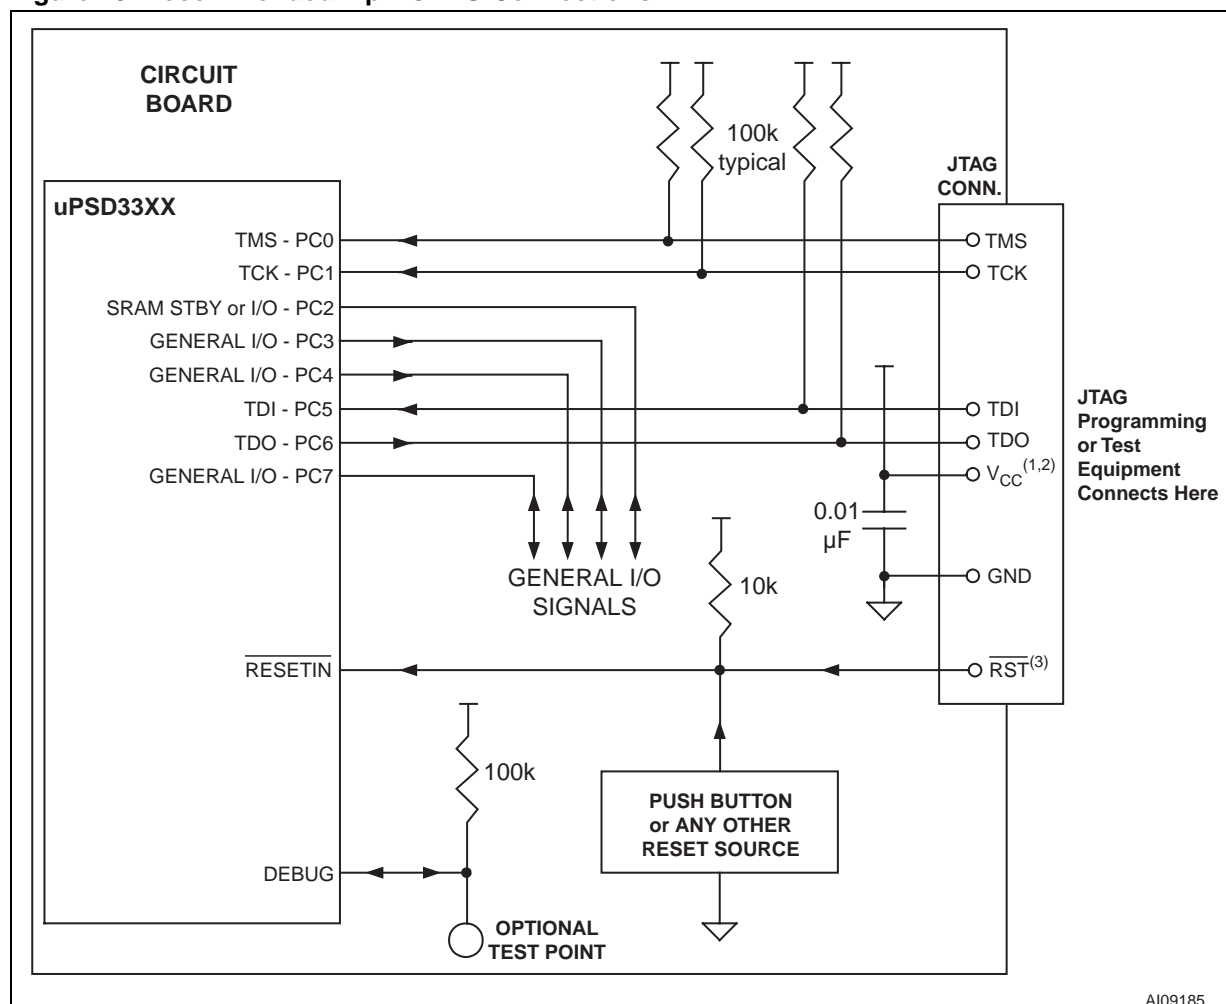 CIRCUIT
BOARD
100k
typical
JTAG
CONN.
uPSD33XX
TMS - PC0
TMS
TCK - PC1
TCK
SRAM STBY or I/O - PC2
GENERAL I/O - PC3
GENERAL I/O - PC4
TDI - PC5
TDI
TDO - PC6
TDO
GENERAL I/O - PC7
VCC(1,2)
JTAG
Programming
or Test
Equipment
Connects Here
0.01
µF
GENERAL I/O
SIGNALS
10k
GND
RESETIN
RST(3)
100k
PUSH BUTTON
or ANY OTHER
RESET SOURCE
DEBUG
OPTIONAL
TEST POINT
AI09185